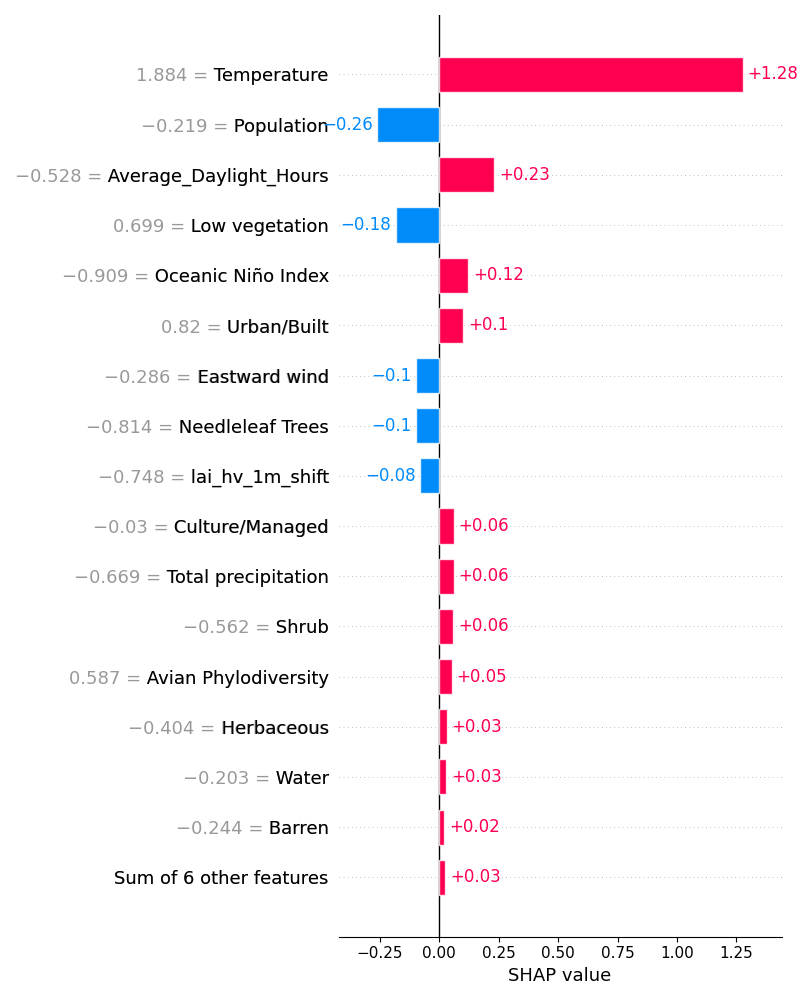 1.884 = Temperature +1.28
−0.219 = Population −0.26
−0.528 = Average_Daylight_Hours +0.23
0.699 = Low vegetation −0.18
−0.909 = Oceanic Niño Index +0.12
0.82 = Urban/Built +0.1
−0.286 = Eastward wind −0.1
−0.814 = Needleleaf Trees −0.1
−0.748 = lai_hv_1m_shift −0.08
−0.03 = Culture/Managed +0.06
−0.669 = Total precipitation +0.06
−0.562 = Shrub +0.06
0.587 = Avian Phylodiversity +0.05
−0.404 = Herbaceous +0.03
−0.203 = Water +0.03
−0.244 = Barren +0.02
Sum of 6 other features +0.03
−0.25 0.00 0.25 0.50 0.75 1.00 1.25
SHAP value